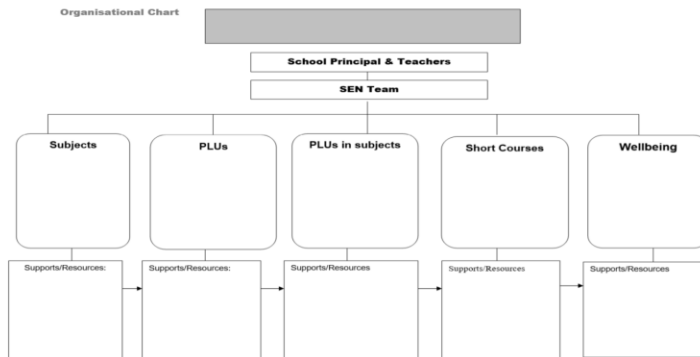 Organisational Chart
School Principal & Teachers
SEN Team
Subjects
PLUs
PLUs in subjects
Short Courses
Wellbeing
Supports/Resources:
Supports/Resources:
Supports/Resources
Supports/Resources
Supports/Resources